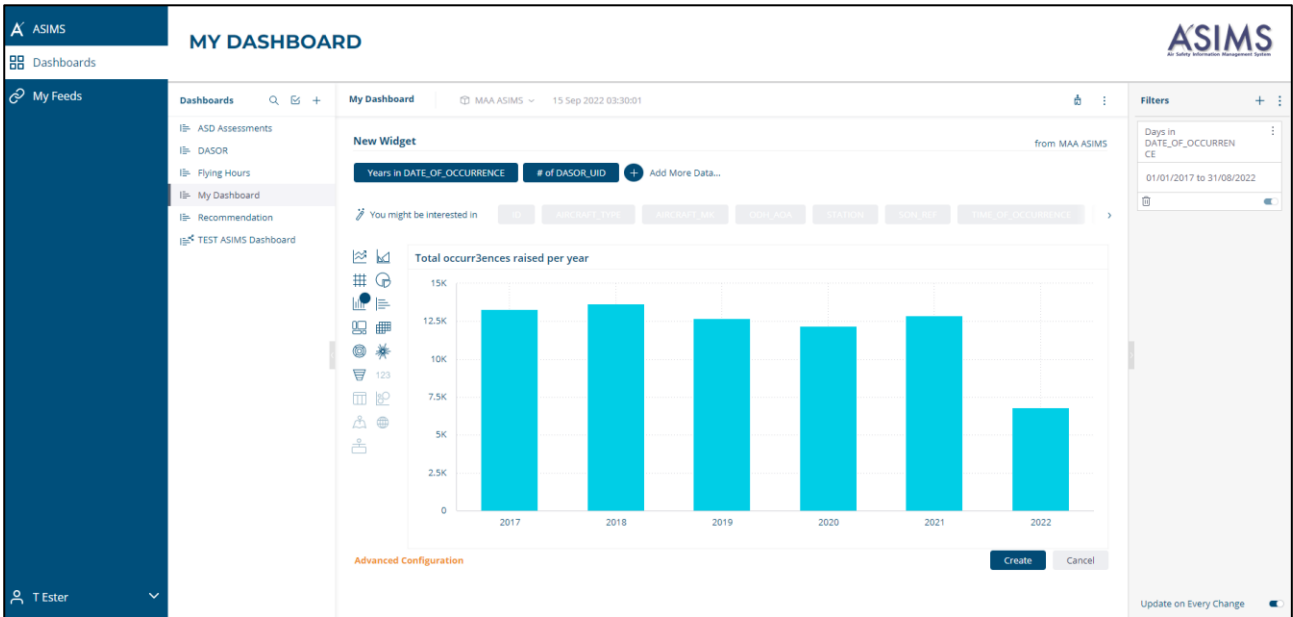 ASIMS
Dashboards
My Feeds
T Ester
MY DASHBOARD
ASIMS
Air Safety Information Management System
Dashboards
ASD Assessments
DASOR
Flying Hours
My Dashboard
Recommendation
TEST ASIMS Dashboard
My Dashboard
MAA ASIMS
15 Sep 2022 03:30:01
New Widget
from MAA ASIMS
Years in DATE_OF_OCCURRENCE
# of DASOR_UID
+ Add More Data...
You might be interested in
ID
AIRCRAFT_TYPE
AIRCRAFT_MK
DDH_ADA
STATION
SQN_REF
TIME_OF_OCCURRENCE
123
Total occurr3ences raised per year
15K
12.5K
10K
7.5K
5K
2.5K
0
2017 2018 2019 2020 2021 2022
Advanced Configuration
Create
Cancel
Filters
Days in
DATE_OF_OCCURREN
CE
01/01/2017 to 31/08/2022
Update on Every Change